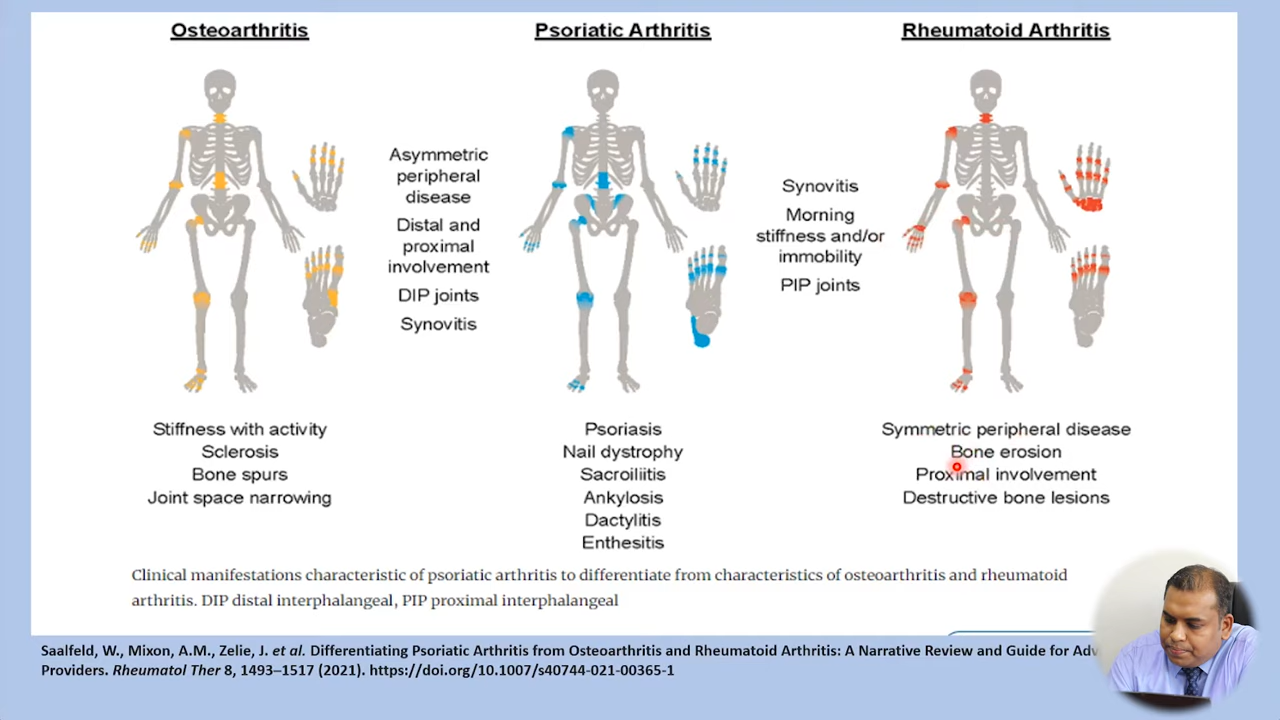 Osteoarthritis
Psoriatic Arthritis
Rheumatoid Arthritis
Asymmetric
peripheral
disease
Distal and
proximal
involvement
DIP joints
Synovitis
Synovitis
Morning
stiffness and/or
immobility
PIP joints
Stiffness with activity
Sclerosis
Bone spurs
Joint space narrowing
Psoriasis
Nail dystrophy
Sacroiliitis
Ankylosis
Dactylitis
Enthesitis
Symmetric peripheral disease
Bone erosion
Proximal involvement
Destructive bone lesions
Clinical manifestations characteristic of psoriatic arthritis to differentiate from characteristics of osteoarthritis and rheumatoid
arthritis. DIP distal interphalangeal, PIP proximal interphalangeal
Saalfeld, W., Mixon, A.M., Zelie, J. et al. Differentiating Psoriatic Arthritis from Osteoarthritis and Rheumatoid Arthritis: A Narrative Review and Guide for
Providers. Rheumatol Ther 8, 1493–1517 (2021). https://doi.org/10.1007/s40744-021-00365-1